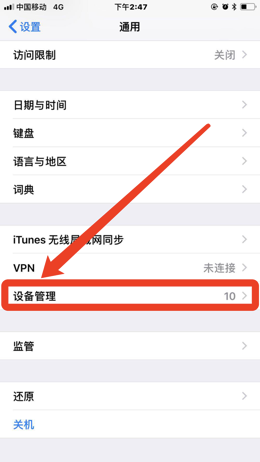 中国移动 4G 下午2:47
设置 通用
访问限制 关闭
日期与时间
键盘
语言与地区
词典
iTunes 无线局域网同步
VPN 未连接
设备管理 10
监管
还原
关机